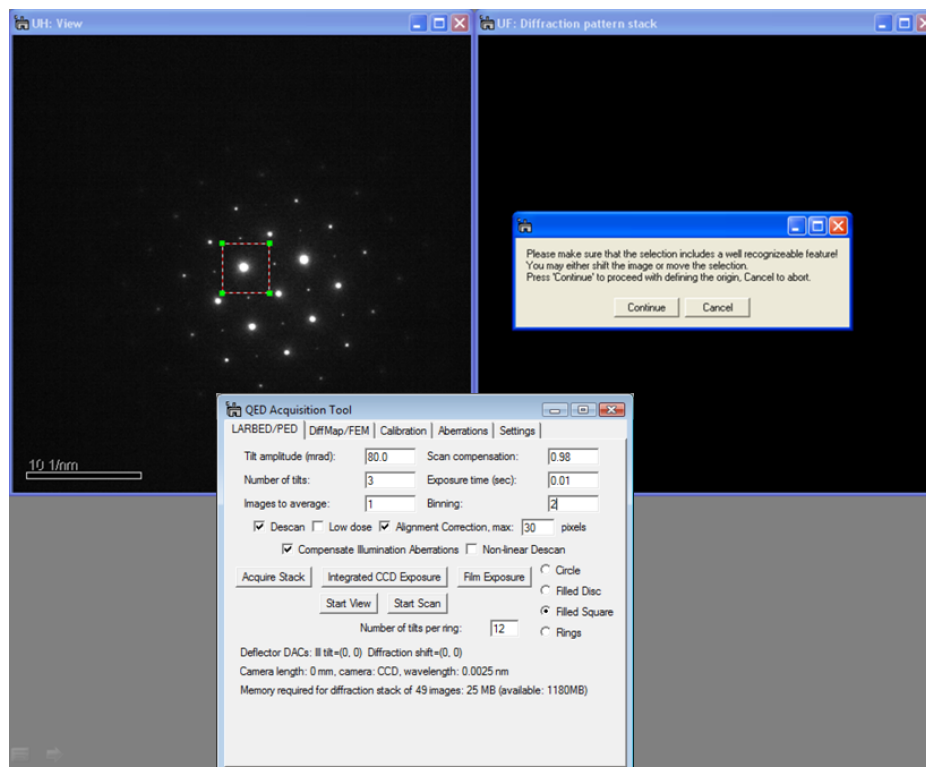 UH: View
UF: Diffraction pattern stack
Please make sure that the selection includes a well recognizeable feature!
You may either shift the image or move the selection.
Press 'Continue' to proceed with defining the origin, Cancel to abort.
Continue Cancel
10 1/nm
QED Acquisition Tool
LARBED/PED DiffMap/FEM Calibration Aberrations Settings
Tilt amplitude (mrad): 80.0 Scan compensation: 0.98
Number of tilts: 3 Exposure time (sec): 0.01
Images to average: 1 Binning: 2
Descan Low dose Alignment Correction, max: 30 pixels
Compensate Illumination Aberrations Non-linear Descan
Acquire Stack Integrated CCD Exposure Film Exposure
Circle
Filled Disc
Start View Start Scan
Filled Square
Number of tilts per ring: 12 Rings
Deflector DACs: Ill tilt=(0, 0) Diffraction shift=(0, 0)
Camera length: 0 mm, camera: CCD, wavelength: 0.0025 nm
Memory required for diffraction stack of 49 images: 25 MB (available: 1180MB)